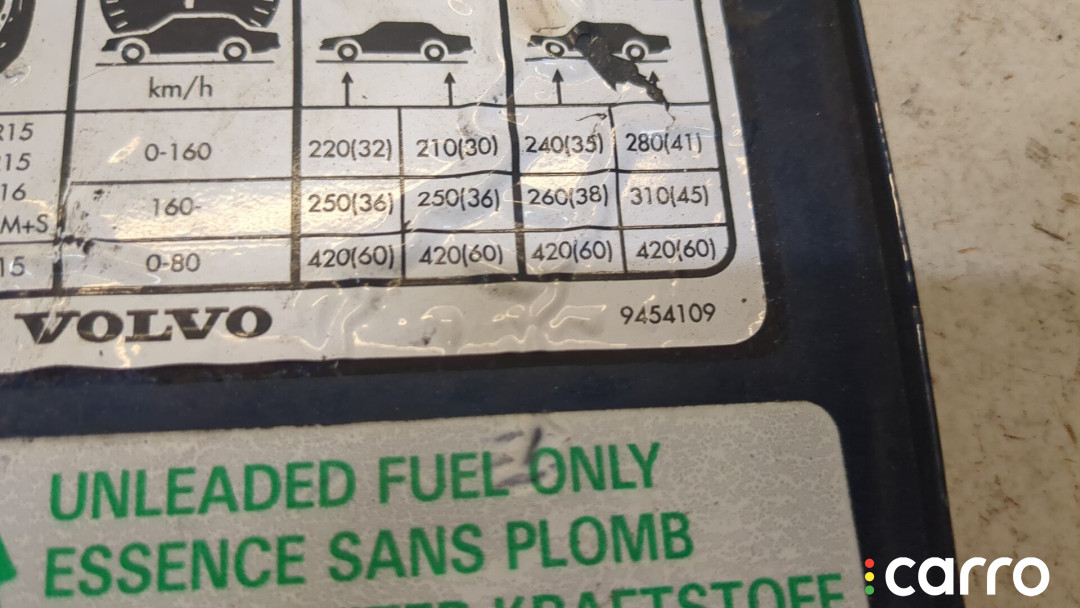 km/h
R15
R15
16
M+S
15
0-160 220(32) 210(30) 240(35) 280(41)
160- 250(36) 250(36) 260(38) 310(45)
0-80 420(60) 420(60) 420(60) 420(60)
VOLVO 9454109
UNLEADED FUEL ONLY
ESSENCE SANS PLOMB
KRAFTSTOFF
carro